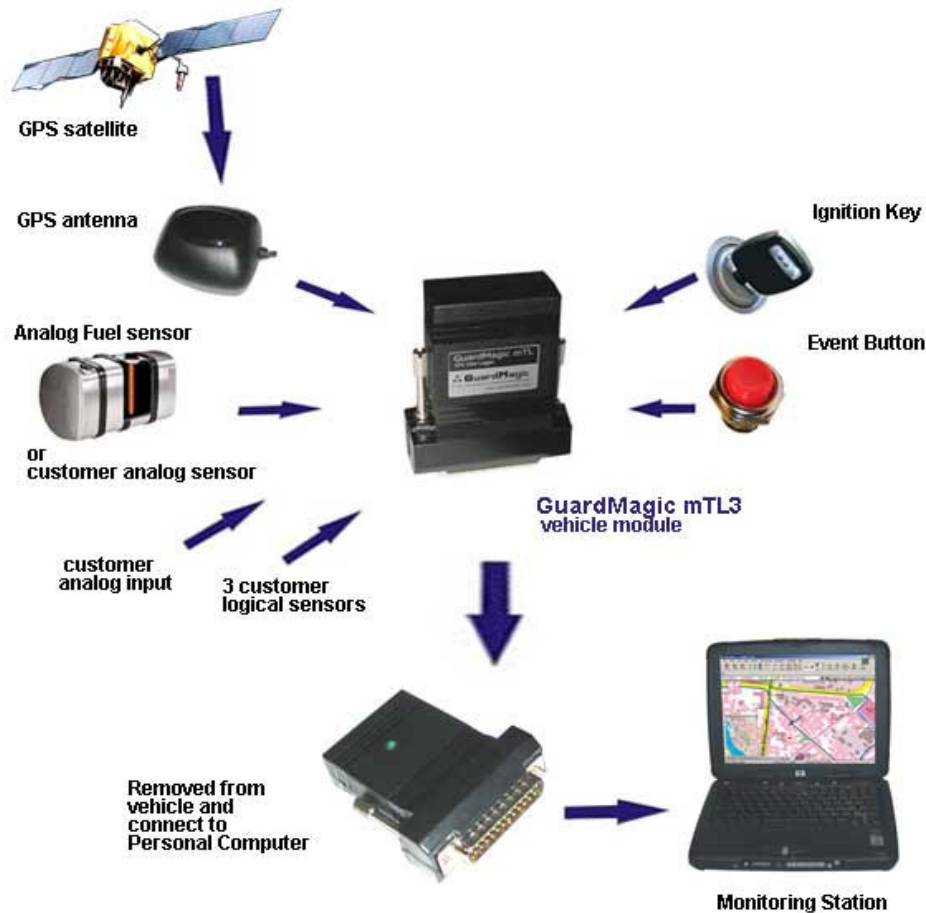 GPS satellite
GPS antenna
Ignition Key
Analog Fuel sensor
Event Button
or
customer analog sensor
GuardMagic mTL
GuardMagic
GuardMagic mTL3
vehicle module
customer
analog input
3 customer
logical sensors
Removed from
vehicle and
connect to
Personal Computer
Monitoring Station